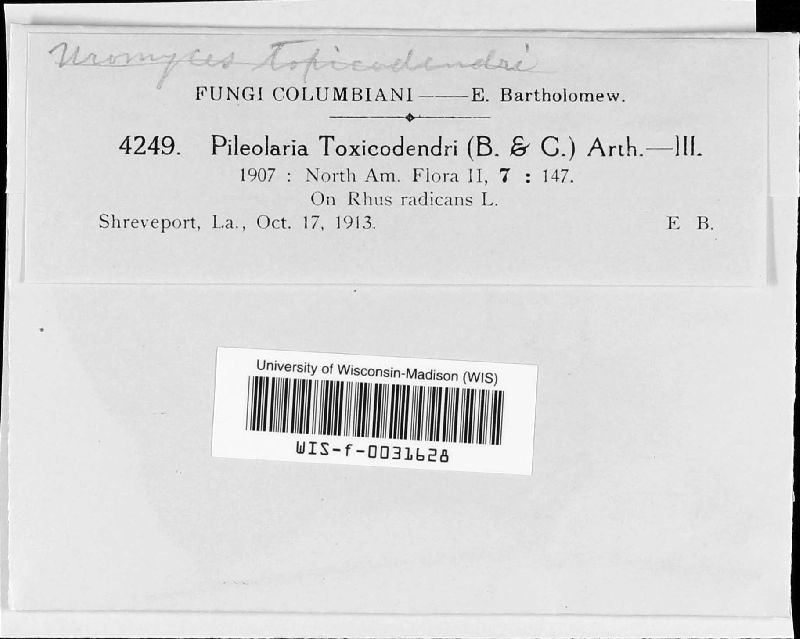 Uromyces topicodendri
FUNGI COLUMBIANI——E. Bartholomew.
4249. Pileolaria Toxicodendri (B. & C.) Arth.—III.
1907 : North Am. Flora II, 7 : 147.
On Rhus radicans L.
Shreveport, La., Oct. 17, 1913. E B.
University of Wisconsin-Madison (WIS)
WIS-f-0031628